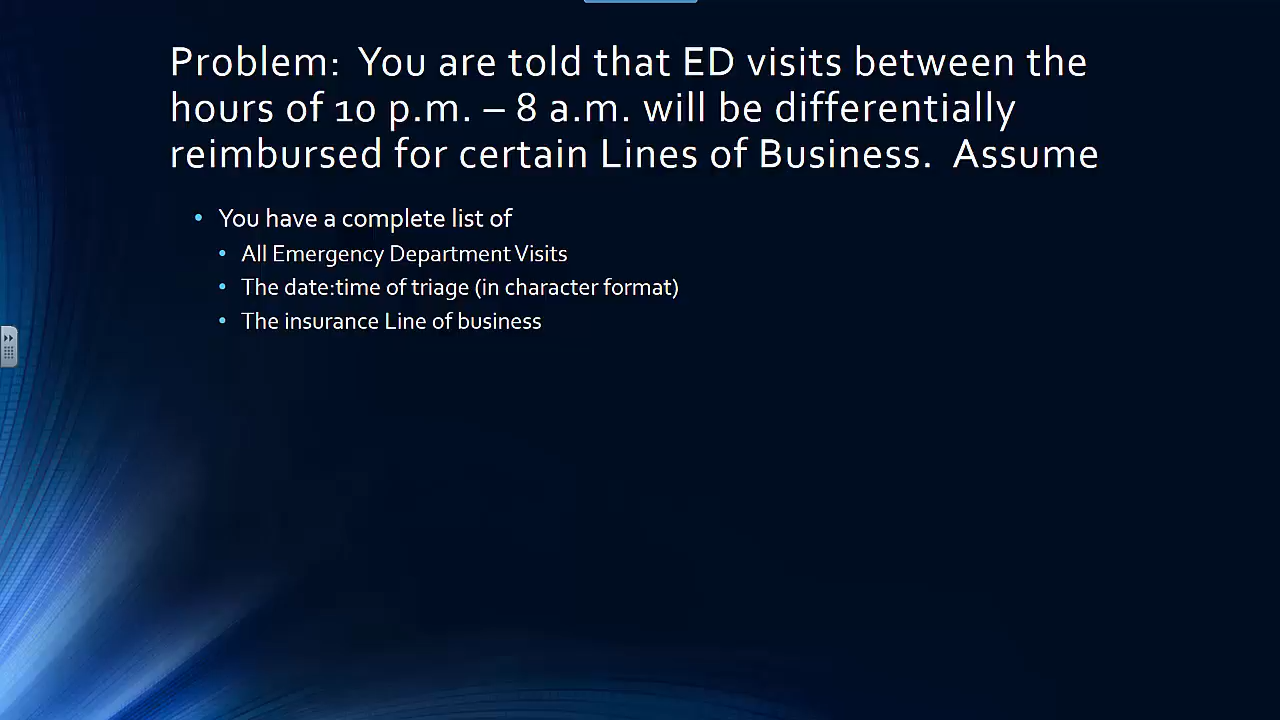 Problem: You are told that ED visits between the
hours of 10 p.m. – 8 a.m. will be differentially
reimbursed for certain Lines of Business. Assume
• You have a complete list of
• All Emergency Department Visits
• The date:time of triage (in character format)
• The insurance Line of business